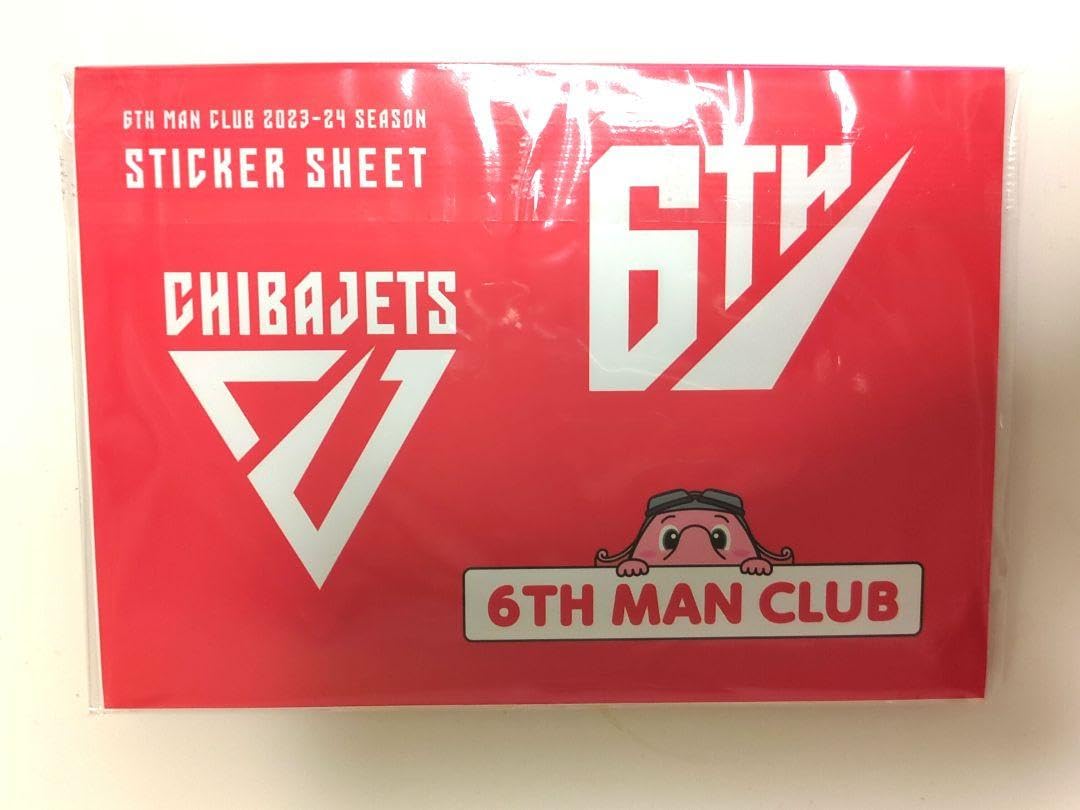 6TH MAN CLUB 2023-24 SEASON
STICKER SHEET
6TH
CHIBAJETS
6TH MAN CLUB